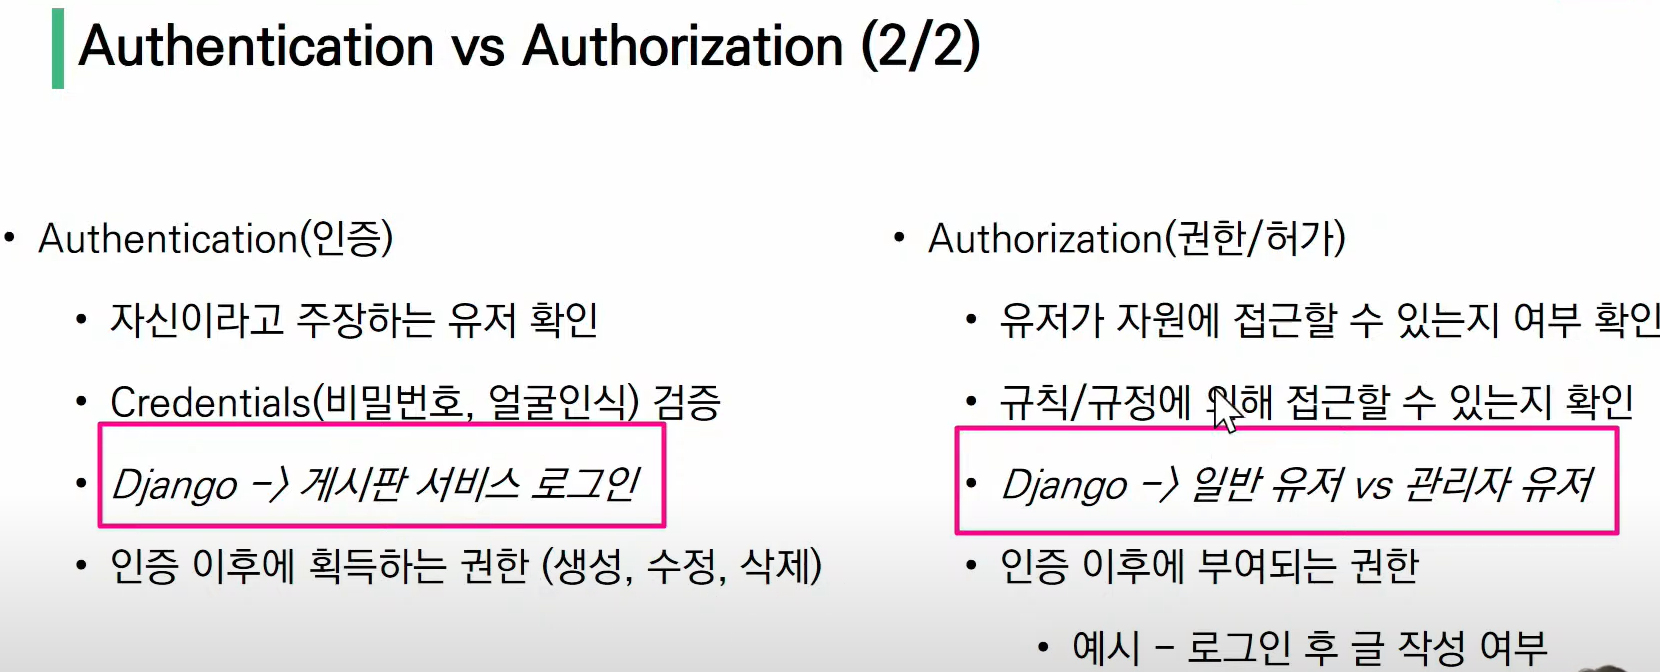 Authentication vs Authorization (2/2)
• Authentication(인증)
• 자신이라고 주장하는 유저 확인
• Credentials(비밀번호, 얼굴인식) 검증
• Django –> 게시판 서비스 로그인
• 인증 이후에 획득하는 권한 (생성, 수정, 삭제)
• Authorization(권한/허가)
• 유저가 자원에 접근할 수 있는지 여부 확인
• 규칙/규정에 의해 접근할 수 있는지 확인
• Django –> 일반 유저 vs 관리자 유저
• 인증 이후에 부여되는 권한
• 예시 – 로그인 후 글 작성 여부